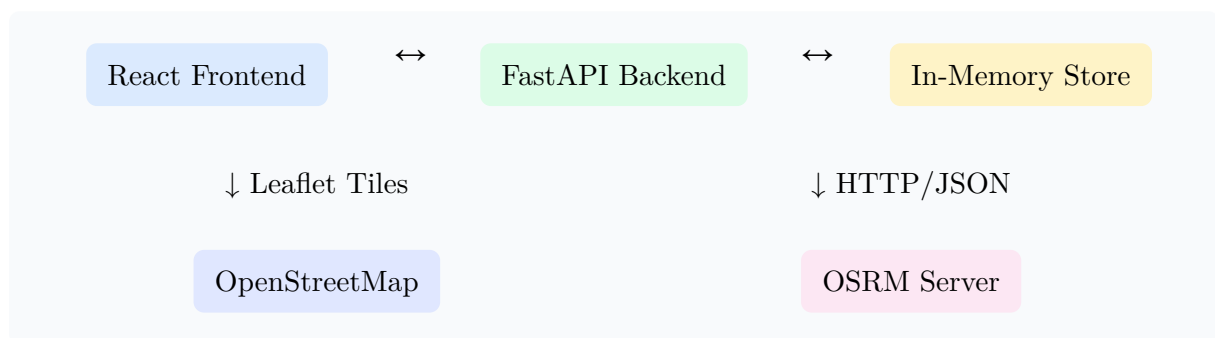 React Frontend ↔ FastAPI Backend ↔ In-Memory Store
↓ Leaflet Tiles ↓ HTTP/JSON
OpenStreetMap OSRM Server